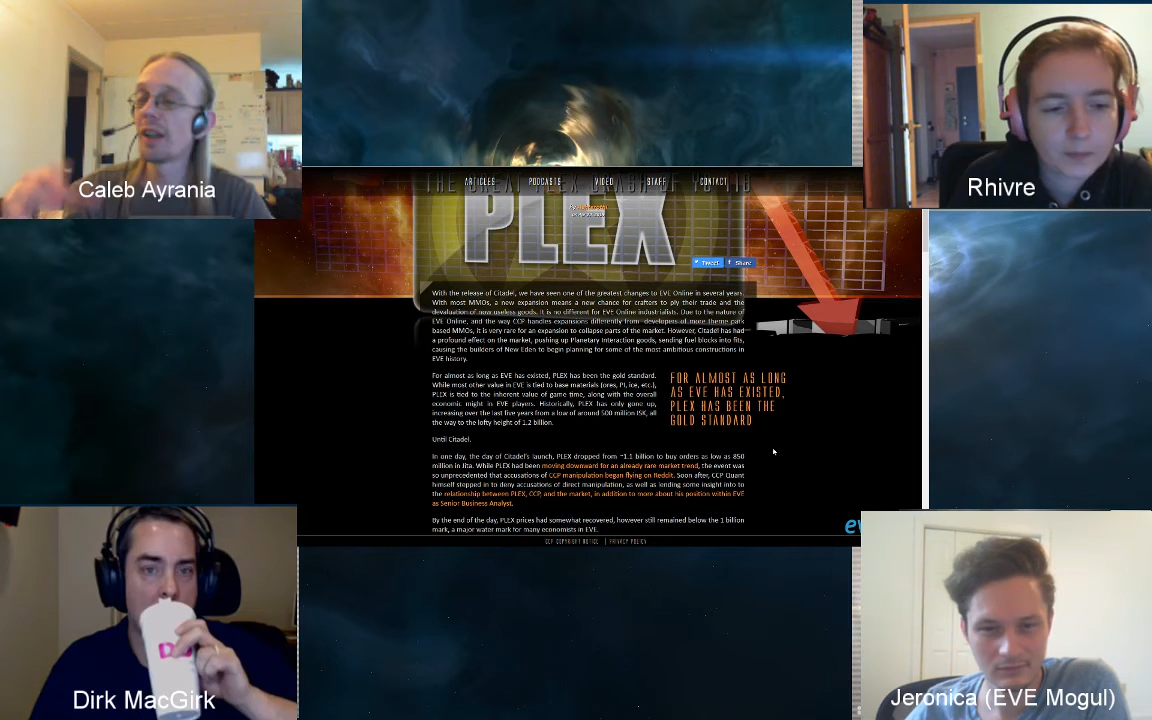 Caleb Ayrania
Rhivre
THE GREAT PLEX CRASH OF YC118
ARTICLES PODCASTS VIDEO STAFF CONTACT
PLEX
By
Tweet Share
With the release of Citadel, we have seen one of the greatest changes to EVE Online in several years.
With most MMOs, a new expansion means a new chance for crafters to ply their trade and the
devaluation of now useless goods. It is no different for EVE Online industrialists. Due to the nature of
EVE Online, and the way CCP handles expansions differently from developers of more theme park
based MMOs, it is very rare for an expansion to collapse parts of the market. However, Citadel has had
a profound effect on the market, pushing up Planetary Interaction goods, sending fuel blocks into fits,
causing the builders of New Eden to begin planning for some of the most ambitious constructions in
EVE history.
For almost as long as EVE has existed, PLEX has been the gold standard.
While most other value in EVE is tied to base materials (ores, PI, ice, etc.),
PLEX is tied to the inherent value of game time, along with the overall
economic might in EVE players. Historically, PLEX has only gone up,
increasing over the last five years from a low of around 500 million ISK, all
the way to the lofty height of 1.2 billion.
FOR ALMOST AS LONG
AS EVE HAS EXISTED,
PLEX HAS BEEN THE
GOLD STANDARD
Until Citadel.
In one day, the day of Citadel's launch, PLEX dropped from ~1.1 billion to buy orders as low as 850
million in Jita. While PLEX had been moving downward for an already rare market trend, the event was
so unprecedented that accusations of CCP manipulation began flying on Reddit. Soon after, CCP Quant
himself stepped in to deny accusations of direct manipulation, as well as lending some insight into to
the relationship between PLEX, CCP, and the market, in addition to more about his position within EVE
as Senior Business Analyst.
By the end of the day, PLEX prices had somewhat recovered, however still remained below the 1 billion
mark, a major water mark for many economists in EVE.
ev
CCP COPYRIGHT NOTICE | PRIVACY POLICY
Dirk MacGirk
Jeronica (EVE Mogul)